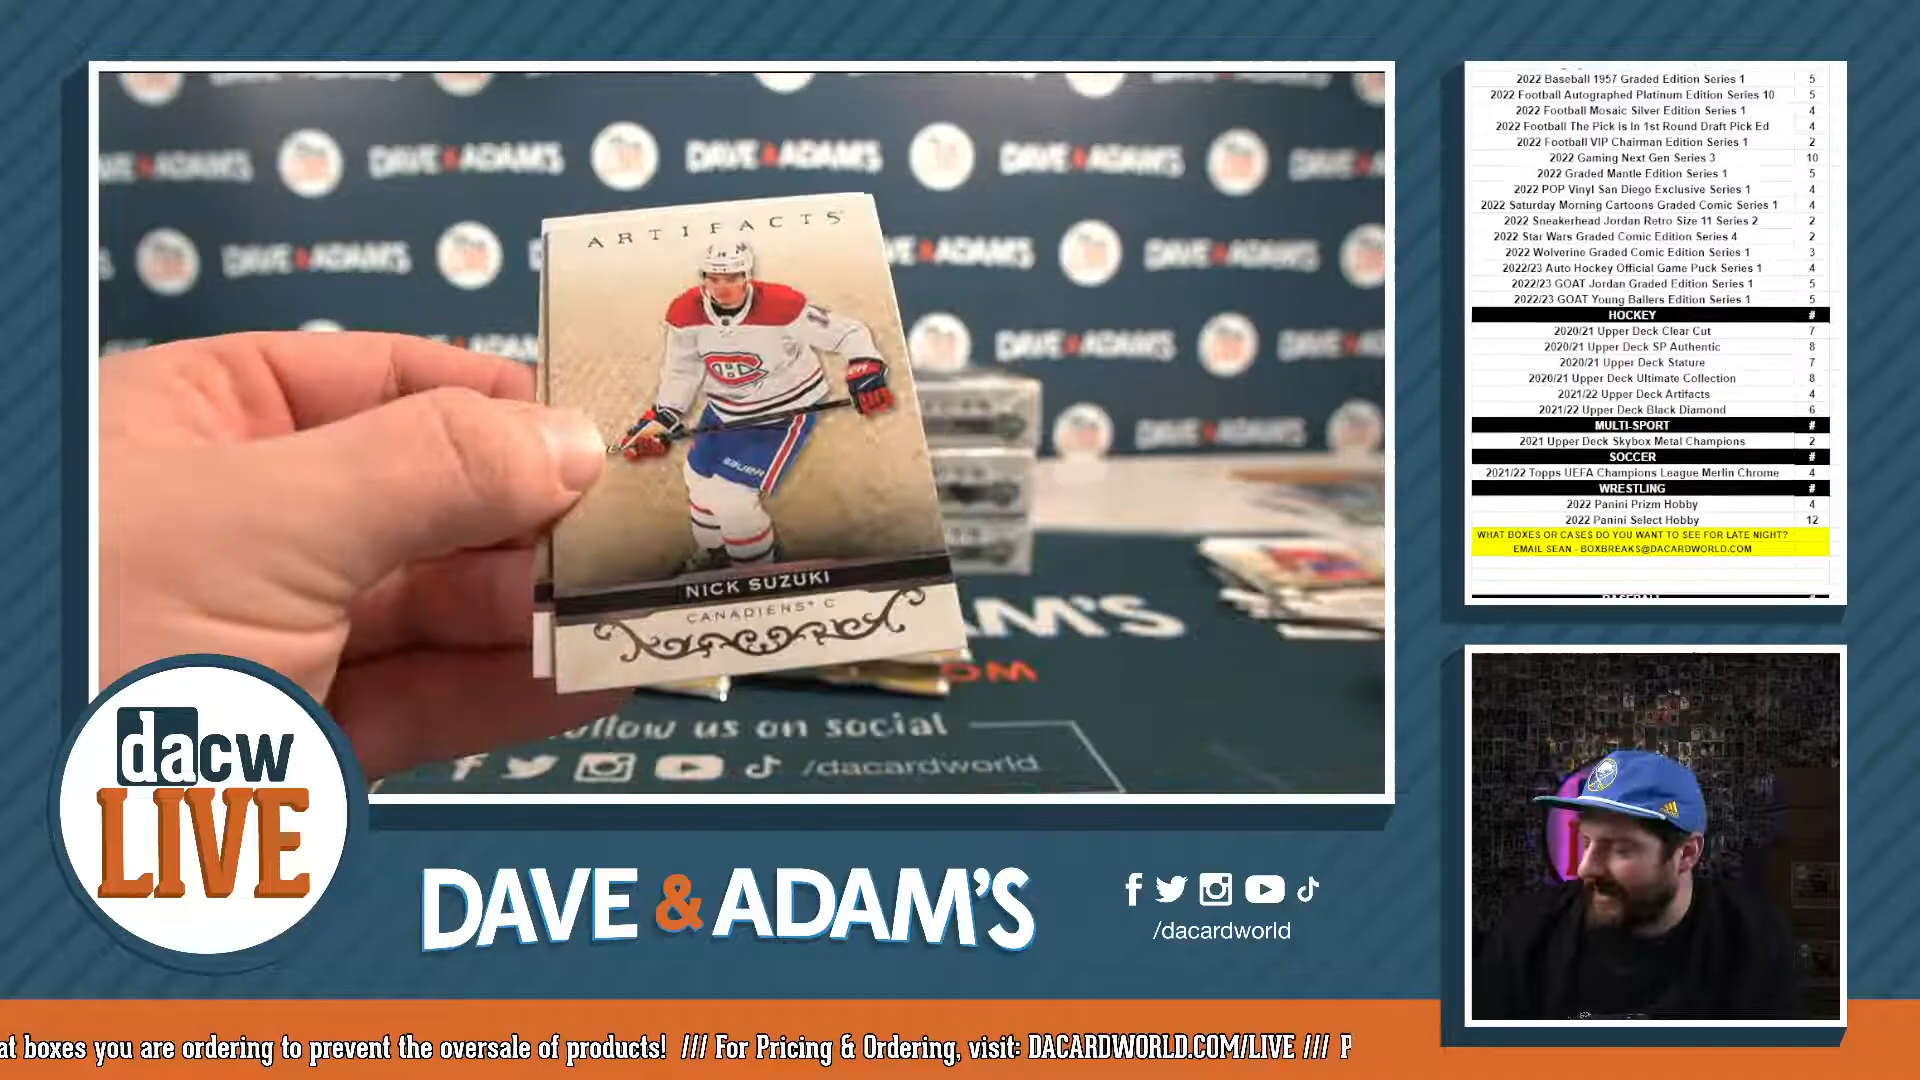 DAVE & ADAM'S
ARTIFACTS
NICK SUZUKI
CANADIENS • C
BAUER
AM'S
OM
follow us on social
/dacardworld
2022 Baseball 1957 Graded Edition Series 1 5
2022 Football Autographed Platinum Edition Series 10 5
2022 Football Mosaic Silver Edition Series 1 4
2022 Football The Pick Is In 1st Round Draft Pick Ed 4
2022 Football VIP Chairman Edition Series 1 2
2022 Gaming Next Gen Series 3 10
2022 Graded Mantle Edition Series 1 5
2022 POP Vinyl San Diego Exclusive Series 1 4
2022 Saturday Morning Cartoons Graded Comic Series 1 4
2022 Sneakerhead Jordan Retro Size 11 Series 2 2
2022 Star Wars Graded Comic Edition Series 4 2
2022 Wolverine Graded Comic Edition Series 1 3
2022/23 Auto Hockey Official Game Puck Series 1 4
2022/23 GOAT Jordan Graded Edition Series 1 5
2022/23 GOAT Young Ballers Edition Series 1 5
HOCKEY #
2020/21 Upper Deck Clear Cut 7
2020/21 Upper Deck SP Authentic 8
2020/21 Upper Deck Stature 7
2020/21 Upper Deck Ultimate Collection 8
2021/22 Upper Deck Artifacts 4
2021/22 Upper Deck Black Diamond 6
MULTI-SPORT #
2021 Upper Deck Skybox Metal Champions 2
SOCCER #
2021/22 Topps UEFA Champions League Merlin Chrome 4
WRESTLING #
2022 Panini Prizm Hobby 4
2022 Panini Select Hobby 12
WHAT BOXES OR CASES DO YOU WANT TO SEE FOR LATE NIGHT?
EMAIL SEAN - BOXBREAKS@DACARDWORLD.COM
dacw
LIVE
DAVE & ADAM'S
/dacardworld
at boxes you are ordering to prevent the oversale of products! /// For Pricing & Ordering, visit: DACARDWORLD.COM/LIVE /// P